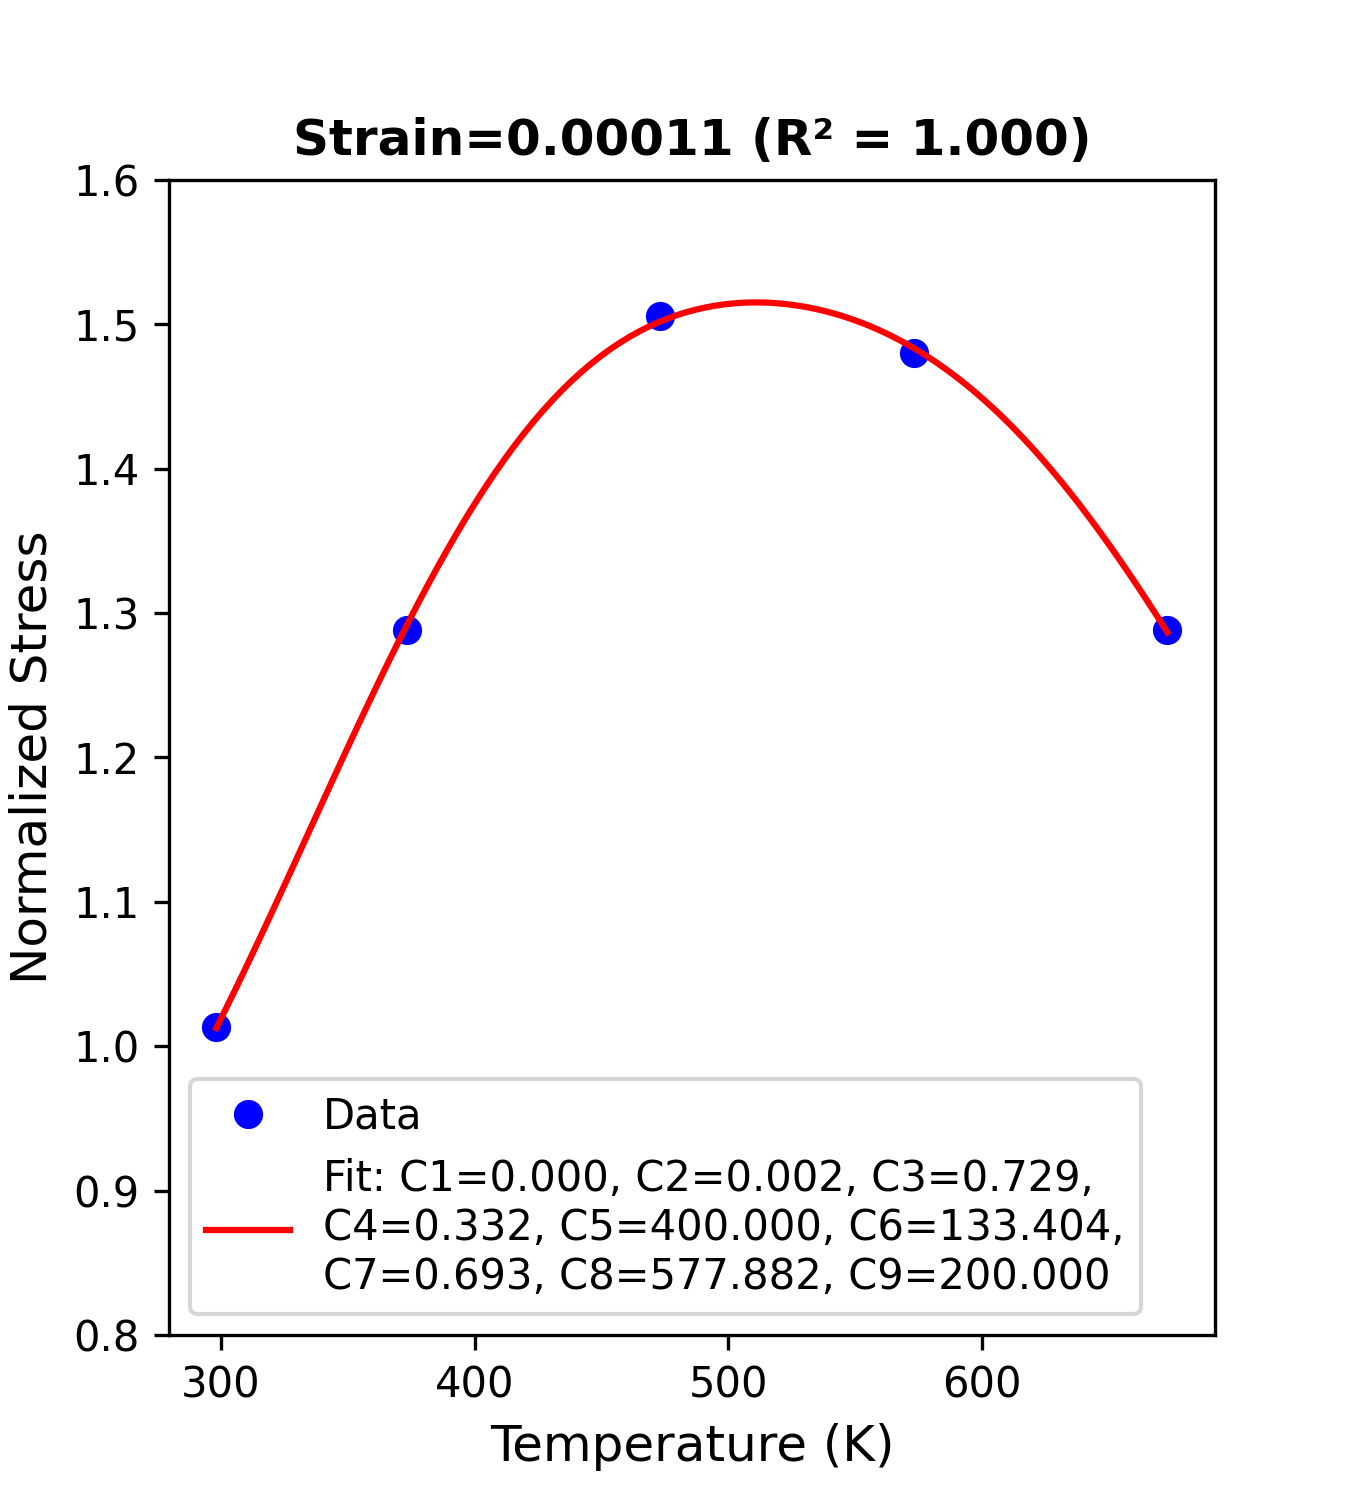 Strain=0.00011 (R² = 1.000)
1.6
1.5
1.4
1.3
1.2
1.1
1.0
0.9
0.8
Normalized Stress
Data
Fit: C1=0.000, C2=0.002, C3=0.729,
C4=0.332, C5=400.000, C6=133.404,
C7=0.693, C8=577.882, C9=200.000
300 400 500 600
Temperature (K)